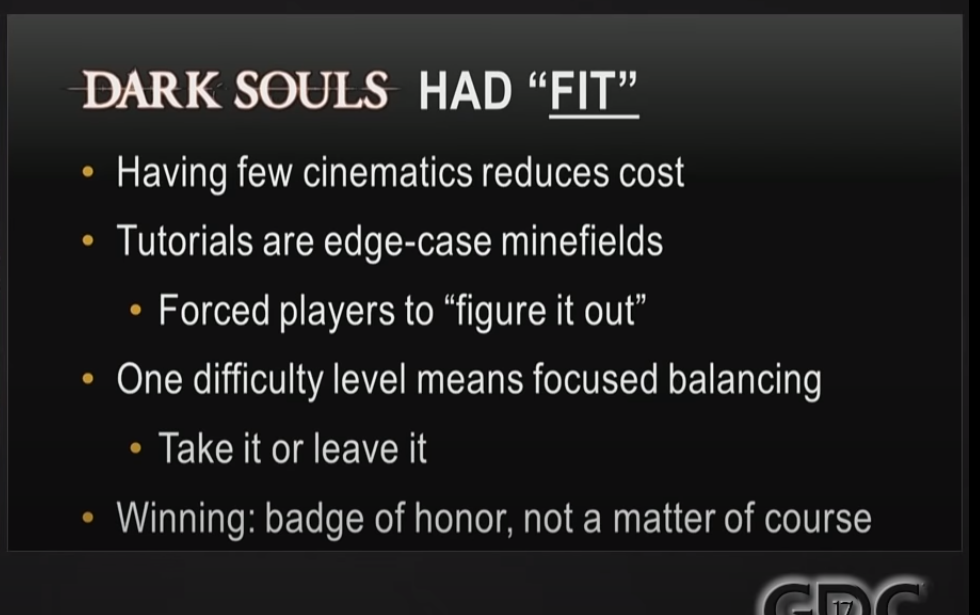 DARK SOULS HAD “FIT”
• Having few cinematics reduces cost
• Tutorials are edge-case minefields
• Forced players to “figure it out”
• One difficulty level means focused balancing
• Take it or leave it
• Winning: badge of honor, not a matter of course
GDC 17